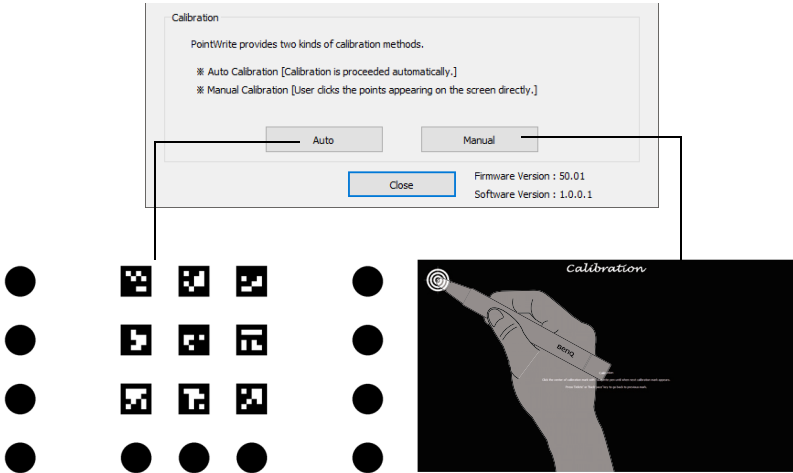 Calibration
PointWrite provides two kinds of calibration methods.
※ Auto Calibration [Calibration is proceeded automatically.]
※ Manual Calibration [User clicks the points appearing on the screen directly.]
Auto
Manual
Close
Firmware Version : 50.01
Software Version : 1.0.0.1
Calibration
BenQ